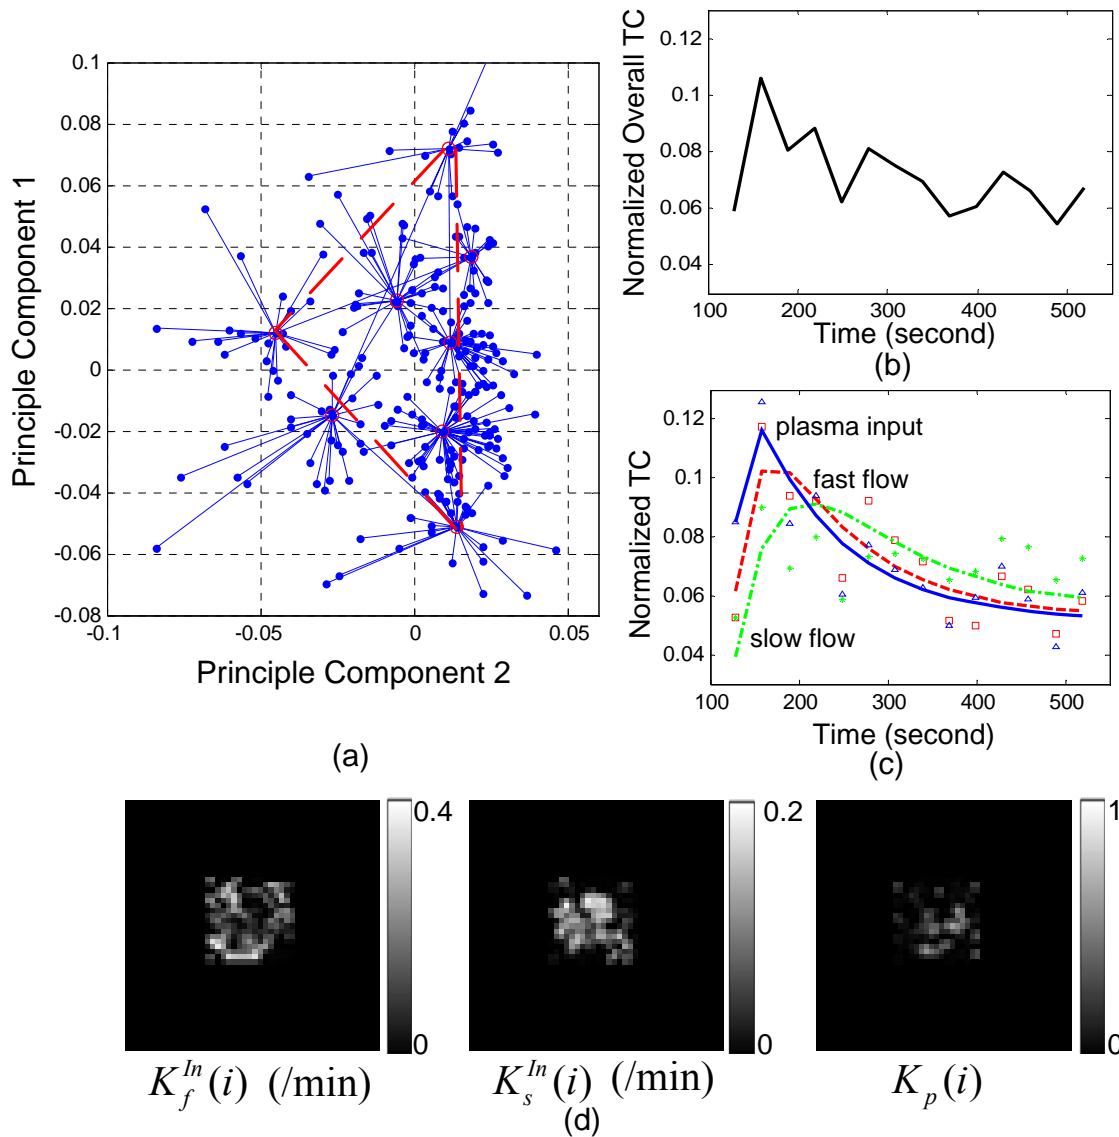 0.1
0.08
0.06
0.04
0.02
0
-0.02
-0.04
-0.06
-0.08
-0.1
-0.05
0
0.05
Principle Component 1
Principle Component 2
(a)
0.12
0.1
0.08
0.06
0.04
100 200 300 400 500
Normalized Overall TC
Time (second)
(b)
0.12
0.1
0.08
0.06
0.04
100 200 300 400 500
Normalized TC
plasma input
fast flow
slow flow
Time (second)
(c)
0.4
0
0.2
0
1
0
K_f^{In}(i) (/min)
K_s^{In}(i) (/min)
K_p(i)
(d)